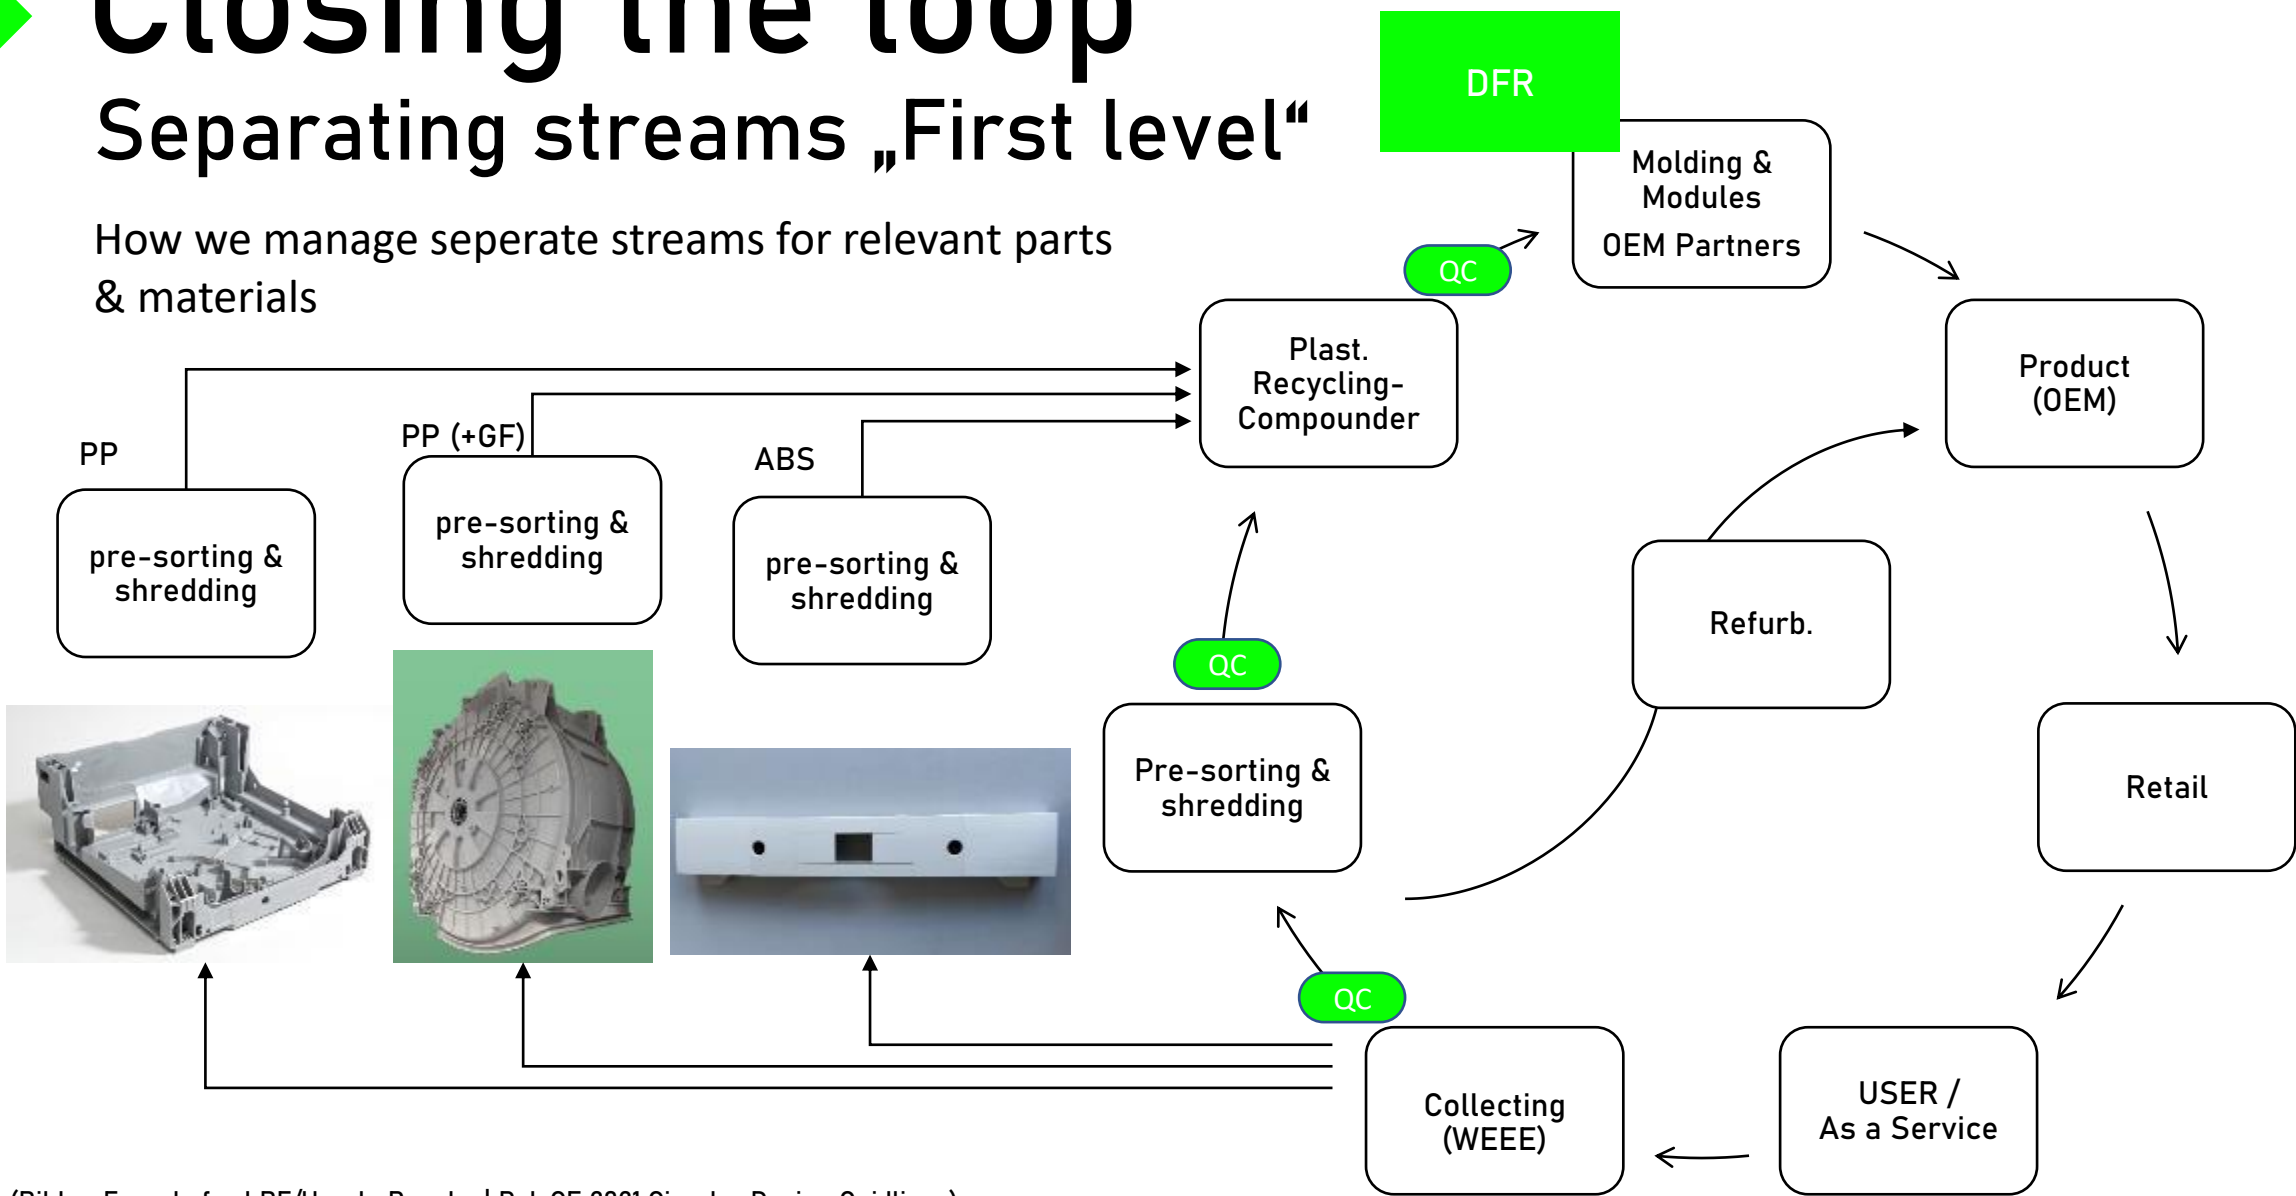 Closing the loop
Separating streams „First level“
How we manage seperate streams for relevant parts
& materials
DFR
Molding &
Modules
OEM Partners
QC
Plast.
Recycling-
Compounder
Product
(OEM)
PP
PP (+GF)
ABS
pre-sorting &
shredding
pre-sorting &
shredding
pre-sorting &
shredding
Refurb.
QC
Pre-sorting &
shredding
Retail
QC
Collecting
(WEEE)
USER /
As a Service